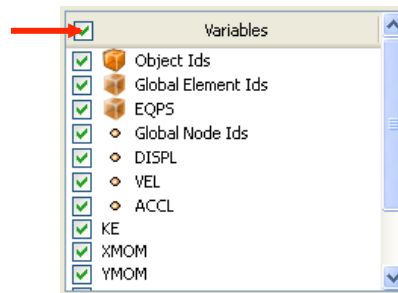 Variables
Object Ids
Global Element Ids
EQPS
Global Node Ids
DISPL
VEL
ACCL
KE
XMOM
YMOM